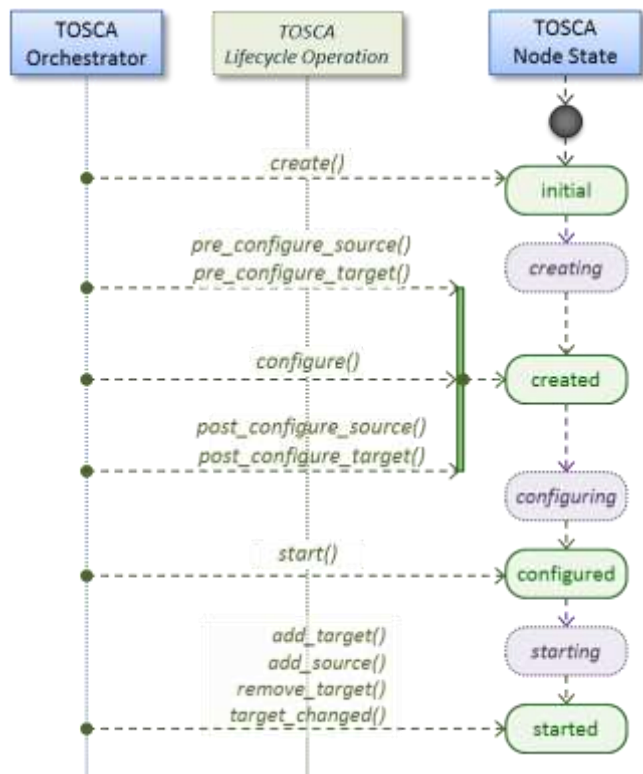 TOSCA
Orchestrator
TOSCA
Lifecycle Operation
TOSCA
Node State
create()
initial
pre_configure_source()
pre_configure_target()
creating
configure()
created
post_configure_source()
post_configure_target()
configuring
start()
configured
add_target()
add_source()
remove_target()
target_changed()
starting
started